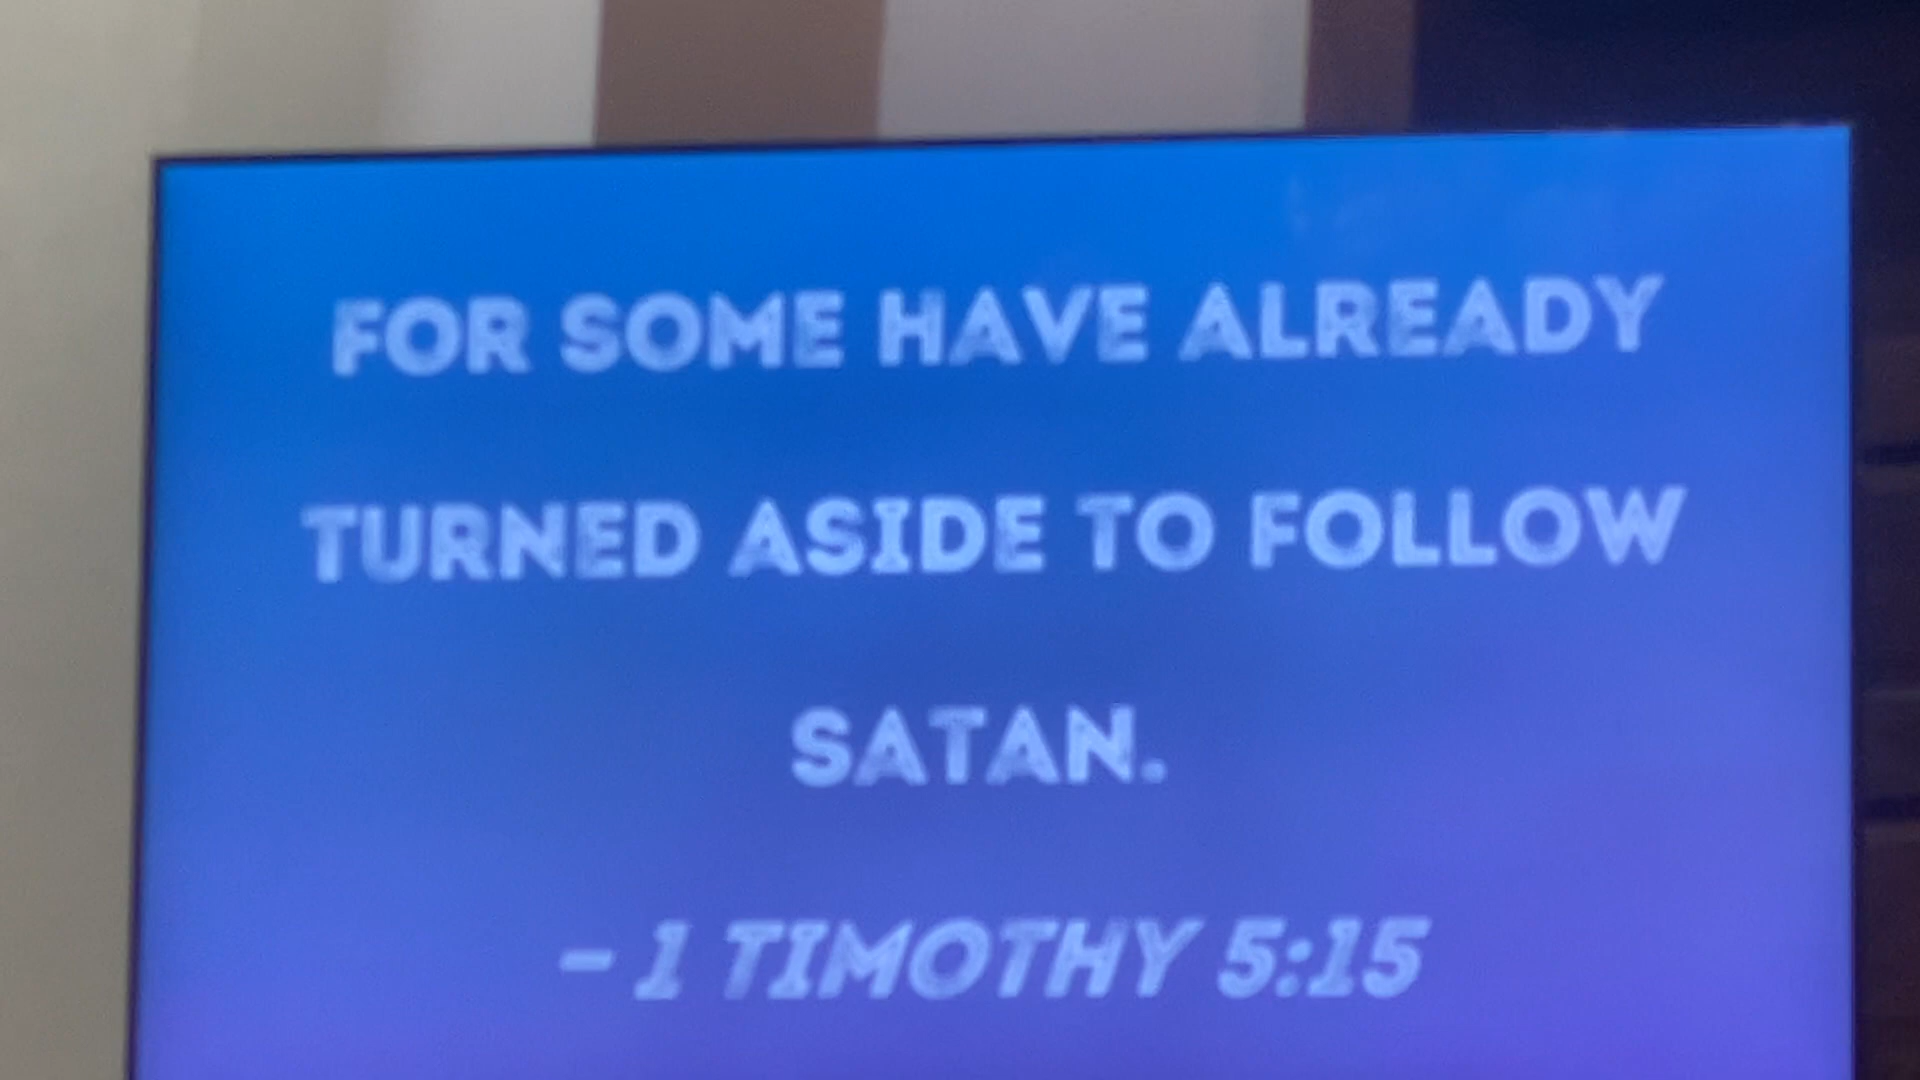 FOR SOME HAVE ALREADY
TURNED ASIDE TO FOLLOW
SATAN.
– 1 TIMOTHY 5:15